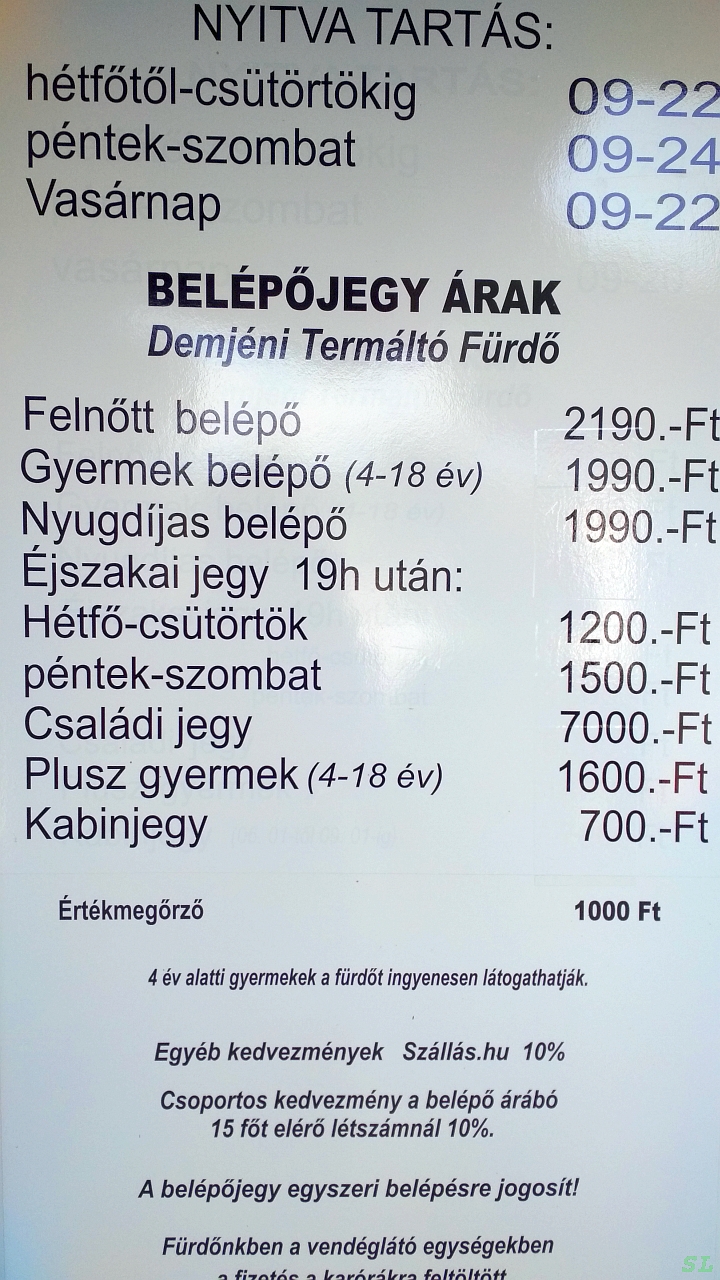 NYITVA TARTÁS:
hétfőtől-csütörtökig 09-22
péntek-szombat 09-24
Vasárnap 09-22
BELÉPŐJEGY ÁRAK
Demjéni Termáltó Fürdő
Felnőtt belépő 2190.-Ft
Gyermek belépő (4-18 év) 1990.-Ft
Nyugdíjas belépő 1990.-Ft
Éjszakai jegy 19h után:
Hétfő-csütörtök 1200.-Ft
péntek-szombat 1500.-Ft
Családi jegy 7000.-Ft
Plusz gyermek (4-18 év) 1600.-Ft
Kabinjegy 700.-Ft
Értékmegőrző 1000 Ft
4 év alatti gyermekek a fürdőt ingyenesen látogathatják.
Egyéb kedvezmények Szállás.hu 10%
Csoportos kedvezmény a belépő árábó
15 főt elérő létszámnál 10%.
A belépőjegy egyszeri belépésre jogosít!
Fürdőnkben a vendéglátó egységekben
a fizetés a karórákra feltöltött
SL